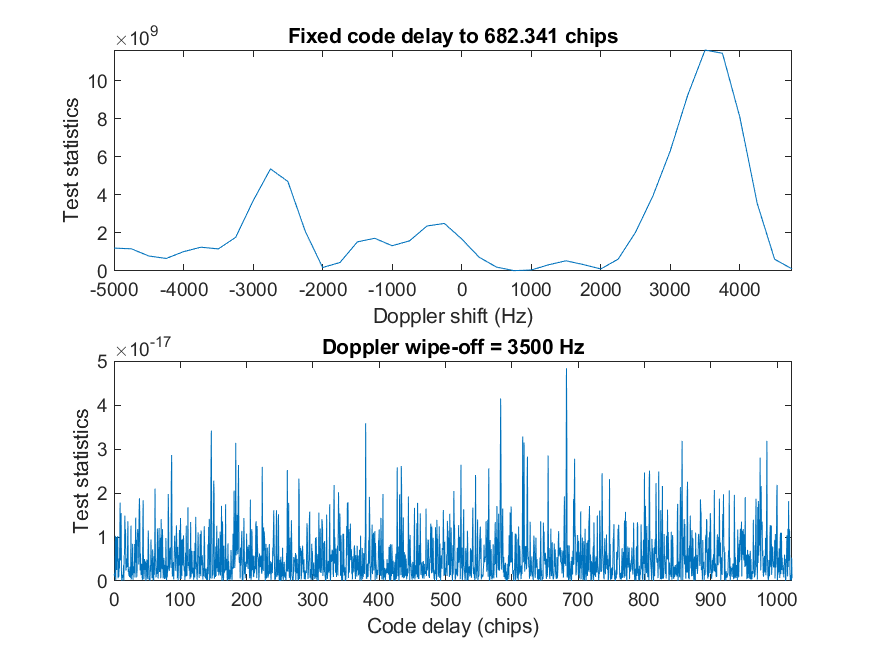 ×10^9
Fixed code delay to 682.341 chips
Test statistics
10
8
6
4
2
0
-5000 -4000 -3000 -2000 -1000 0 1000 2000 3000 4000
Doppler shift (Hz)
×10^-17
Doppler wipe-off = 3500 Hz
Test statistics
5
4
3
2
1
0
0 100 200 300 400 500 600 700 800 900 1000
Code delay (chips)